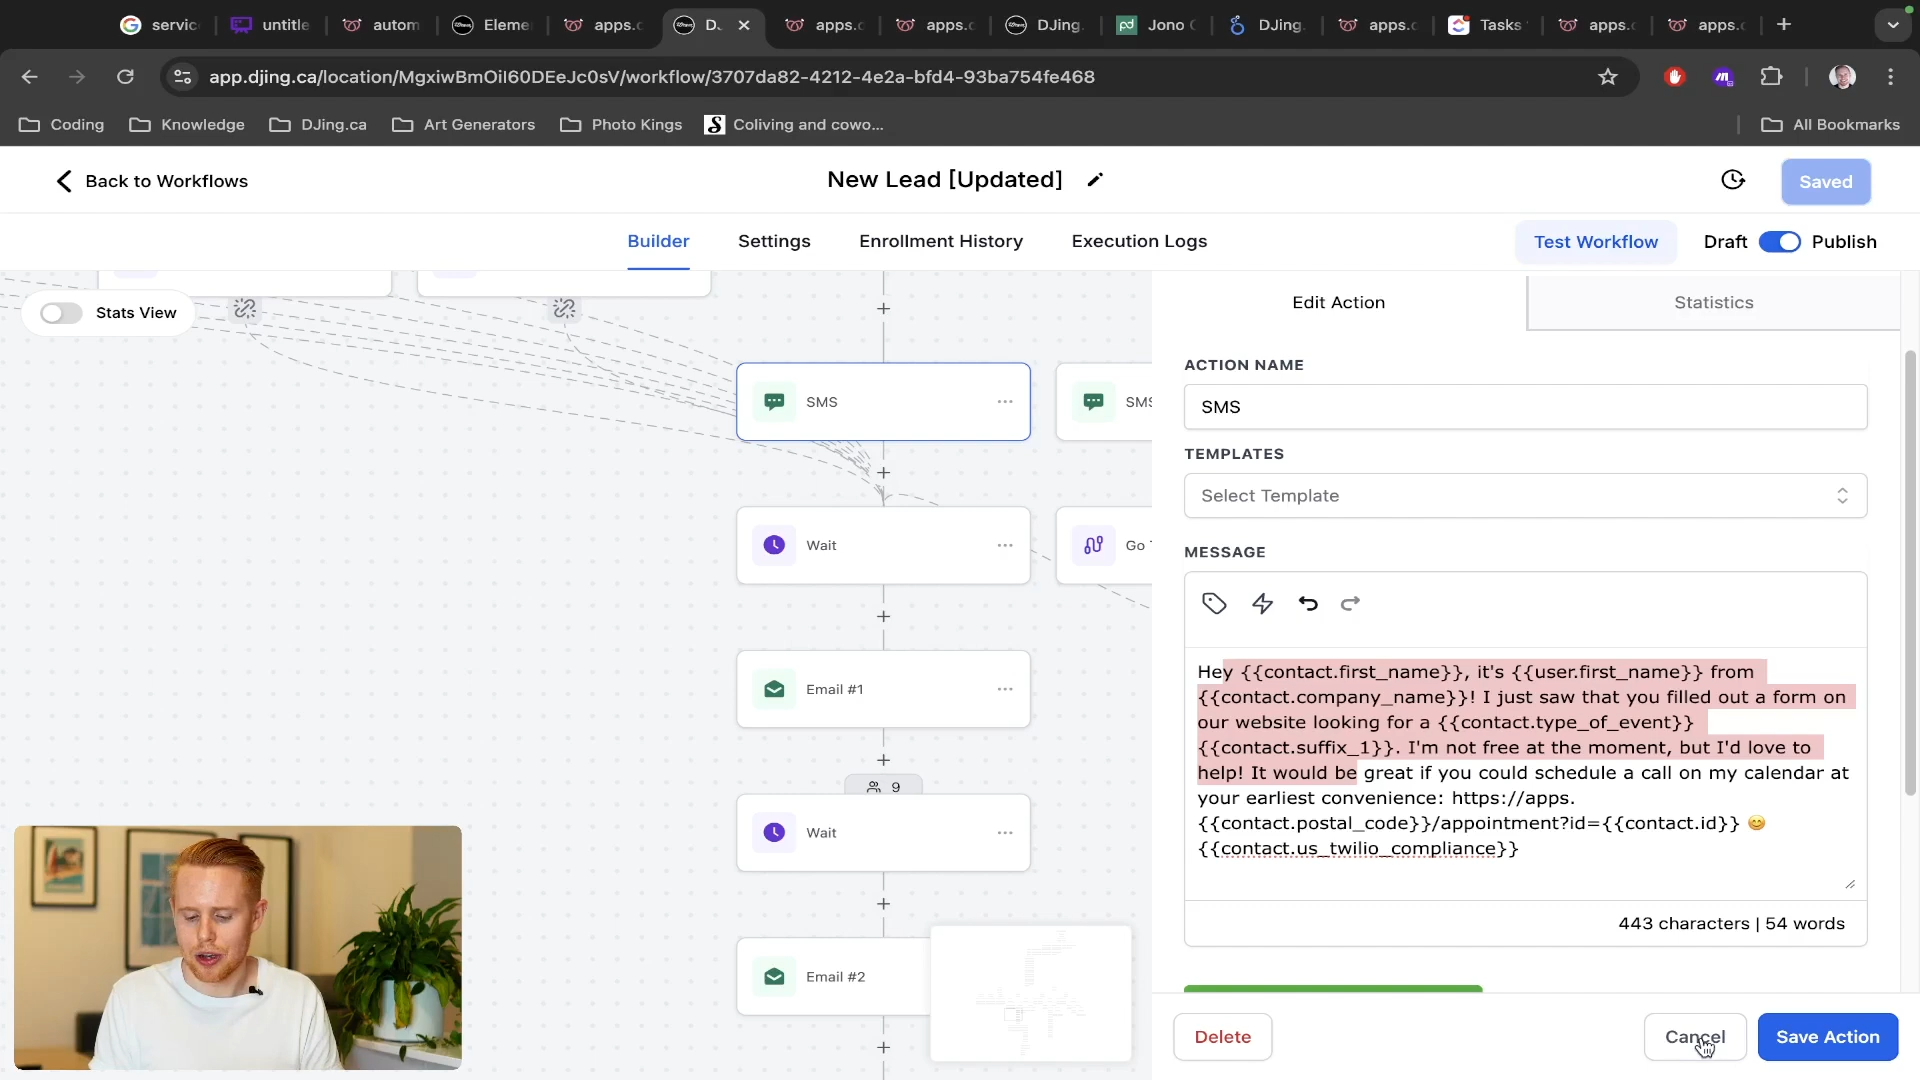 servic
untitle
autom
Eleme
apps.c
D.
apps.c
apps.c
DJing.
Jono C
DJing.
apps.c
Tasks
apps.c
apps.c
app.djing.ca/location/MgxiwBmOil60DEeJc0sV/workflow/3707da82-4212-4e2a-bfd4-93ba754fe468
Coding
Knowledge
DJing.ca
Art Generators
Photo Kings
Coliving and cowo...
All Bookmarks
Back to Workflows
New Lead [Updated]
Saved
Builder
Settings
Enrollment History
Execution Logs
Test Workflow
Draft
Publish
Stats View
SMS
SMS
Wait
Go T
Email #1
9
Wait
Email #2
Edit Action
Statistics
ACTION NAME
SMS
TEMPLATES
Select Template
MESSAGE
Hey {{contact.first_name}}, it's {{user.first_name}} from
{{contact.company_name}}! I just saw that you filled out a form on
our website looking for a {{contact.type_of_event}}
{{contact.suffix_1}}. I'm not free at the moment, but I'd love to
help! It would be great if you could schedule a call on my calendar at
your earliest convenience: https://apps.
{{contact.postal_code}}/appointment?id={{contact.id}} 😊
{{contact.us_twilio_compliance}}
443 characters | 54 words
Delete
Cancel
Save Action